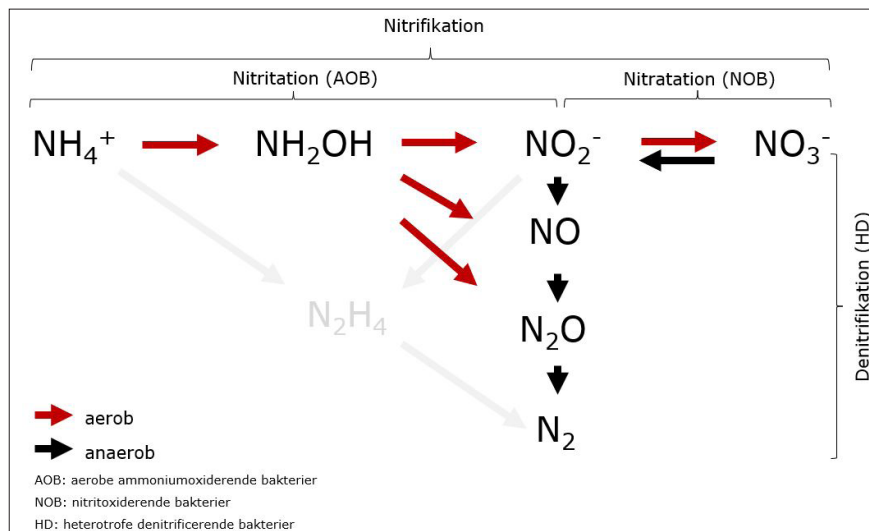 Nitrifikation
Nitritation (AOB)
Nitratation (NOB)
NH₄⁺
NH₂OH
NO₂⁻
NO₃⁻
NO
N₂H₄
N₂O
N₂
Denitrifikation (HD)
aerob
anaerob
AOB: aerobe ammoniumoxiderende bakterier
NOB: nitritoxiderende bakterier
HD: heterotrofe denitrificerende bakterier